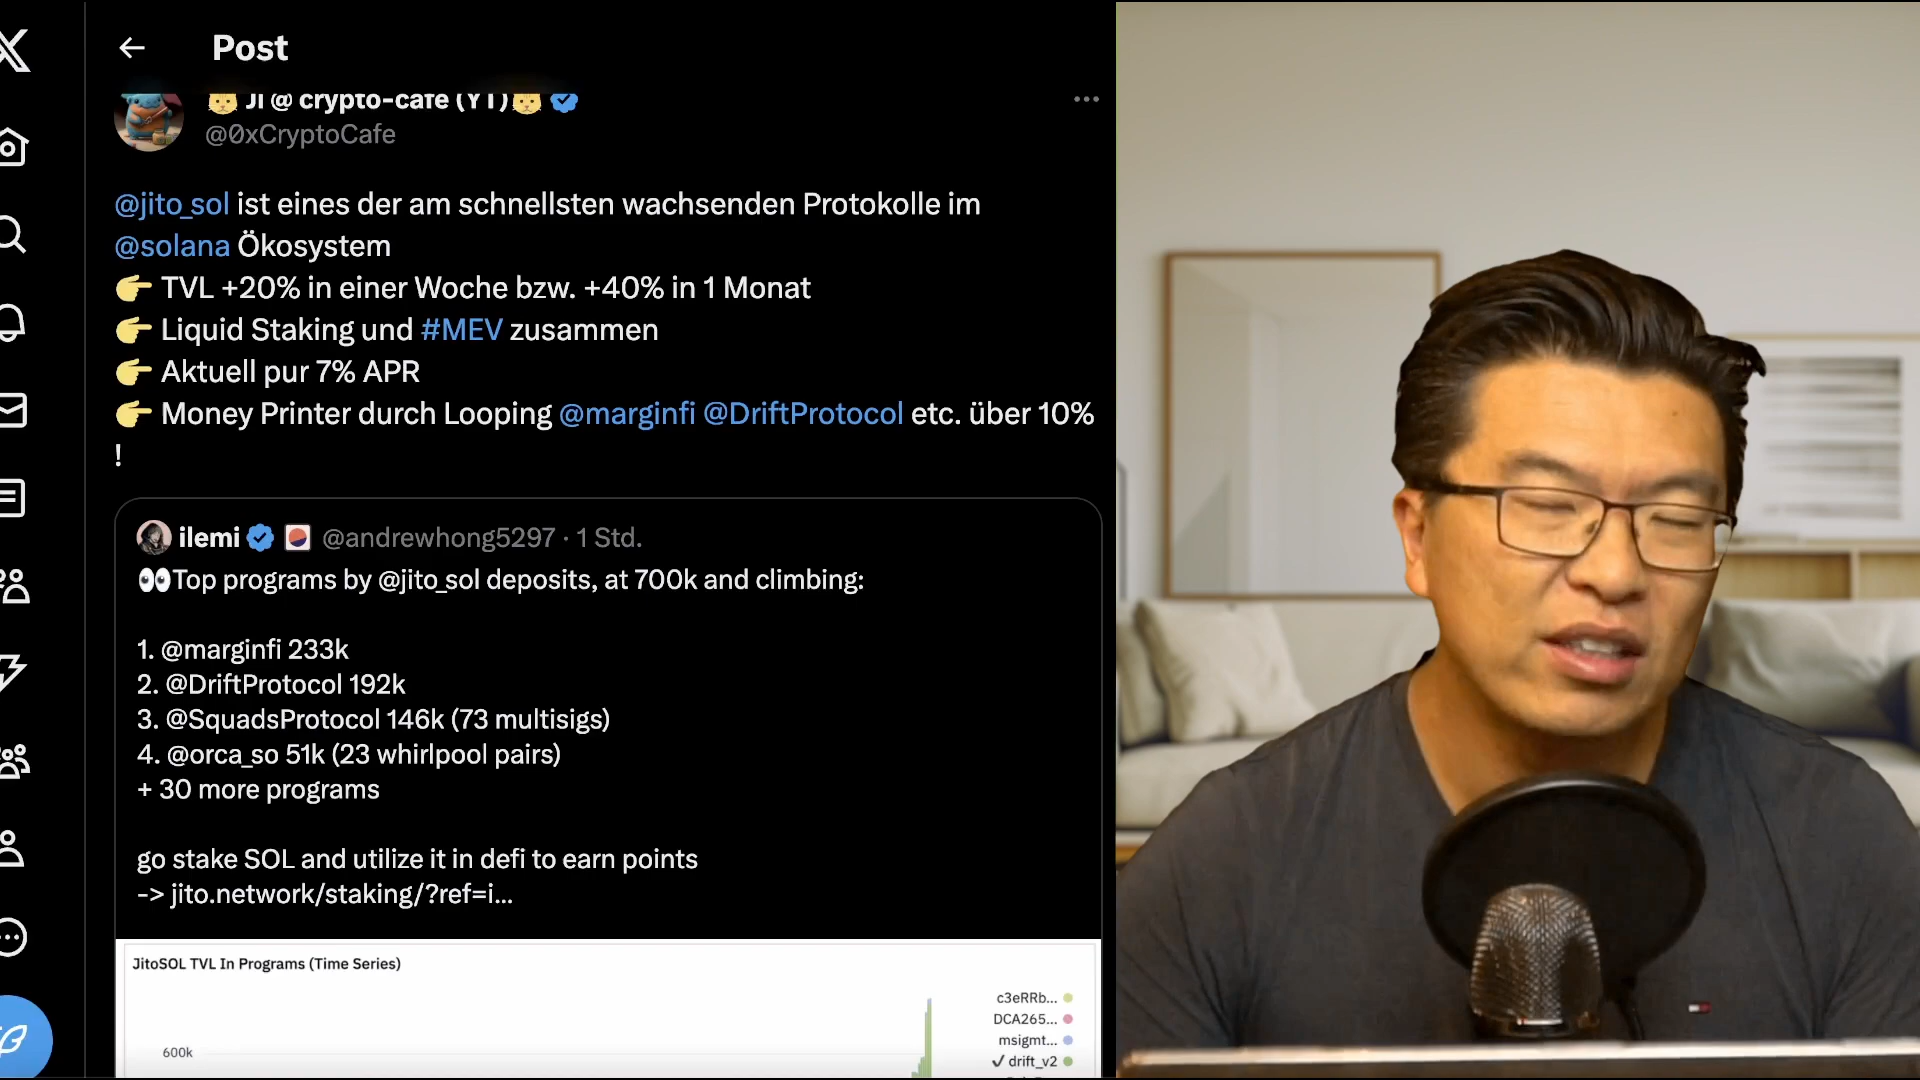 Post
Ji @ crypto-cafe (YT)
@0xCryptoCafe
@jito_sol ist eines der am schnellsten wachsenden Protokolle im
@solana Ökosystem
👉 TVL +20% in einer Woche bzw. +40% in 1 Monat
👉 Liquid Staking und #MEV zusammen
👉 Aktuell pur 7% APR
👉 Money Printer durch Looping @marginfi @DriftProtocol etc. über 10%
!
ilemi @andrewhong5297 · 1 Std.
👀Top programs by @jito_sol deposits, at 700k and climbing:
1. @marginfi 233k
2. @DriftProtocol 192k
3. @SquadsProtocol 146k (73 multisigs)
4. @orca_so 51k (23 whirlpool pairs)
+ 30 more programs
go stake SOL and utilize it in defi to earn points
-> jito.network/staking/?ref=i...
JitoSOL TVL In Programs (Time Series)
c3eRRb...
DCA265...
msigmt...
600k
✓ drift_v2